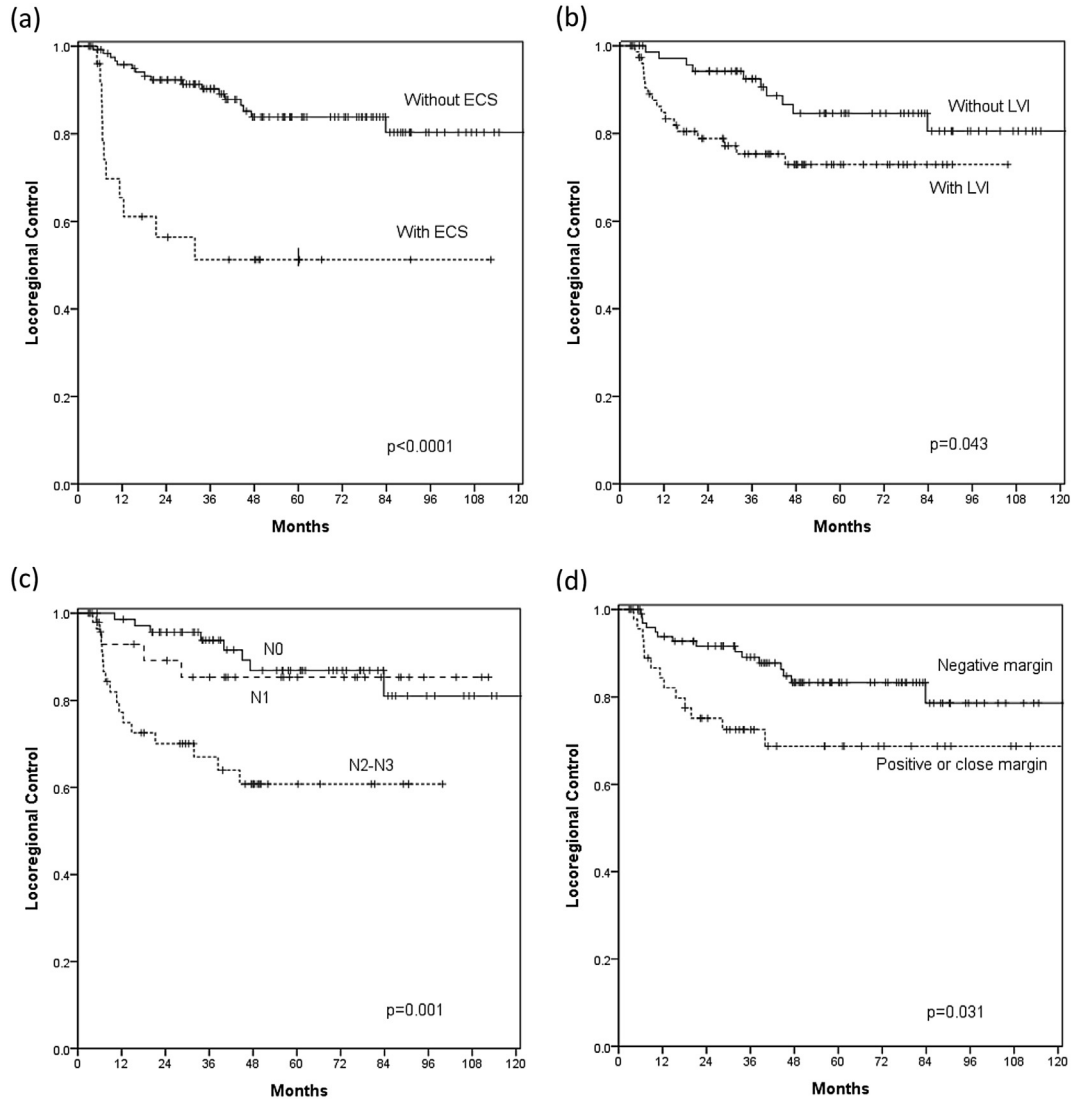 (a)
1.0
0.8
0.6
0.4
0.2
0.0
Locoregional Control
Without ECS
With ECS
p<0.0001
0 12 24 36 48 60 72 84 96 108 120
Months
(b)
1.0
0.8
0.6
0.4
0.2
0.0
Locoregional Control
Without LVI
With LVI
p=0.043
0 12 24 36 48 60 72 84 96 108 120
Months
(c)
1.0
0.8
0.6
0.4
0.2
0.0
Locoregional Control
N0
N1
N2-N3
p=0.001
0 12 24 36 48 60 72 84 96 108 120
Months
(d)
1.0
0.8
0.6
0.4
0.2
0.0
Locoregional Control
Negative margin
Positive or close margin
p=0.031
0 12 24 36 48 60 72 84 96 108 120
Months